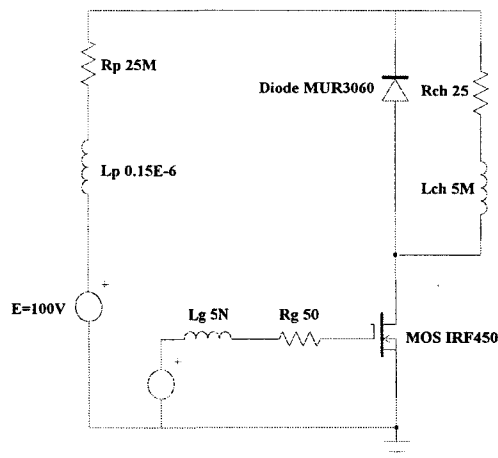 Rp 25M
Diode MUR3060
Rch 25
Lp 0.15E-6
Lch 5M
+
E=100V
Lg 5N
Rg 50
MOS IRF450
+